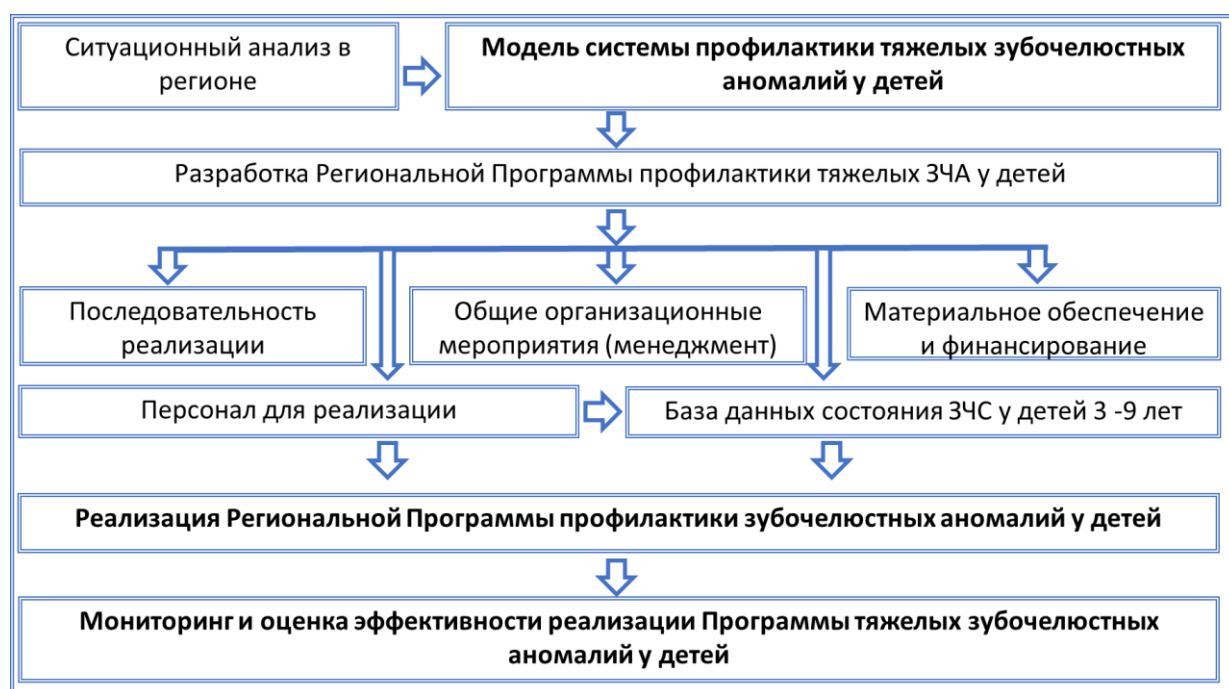 Ситуационный анализ в
регионе
Модель системы профилактики тяжелых зубочелюстных
аномалий у детей
Разработка Региональной Программы профилактики тяжелых ЗЧА у детей
Последовательность
реализации
Общие организационные
мероприятия (менеджмент)
Материальное обеспечение
и финансирование
Персонал для реализации
База данных состояния ЗЧС у детей 3 -9 лет
Реализация Региональной Программы профилактики зубочелюстных аномалий у детей
Мониторинг и оценка эффективности реализации Программы тяжелых зубочелюстных
аномалий у детей